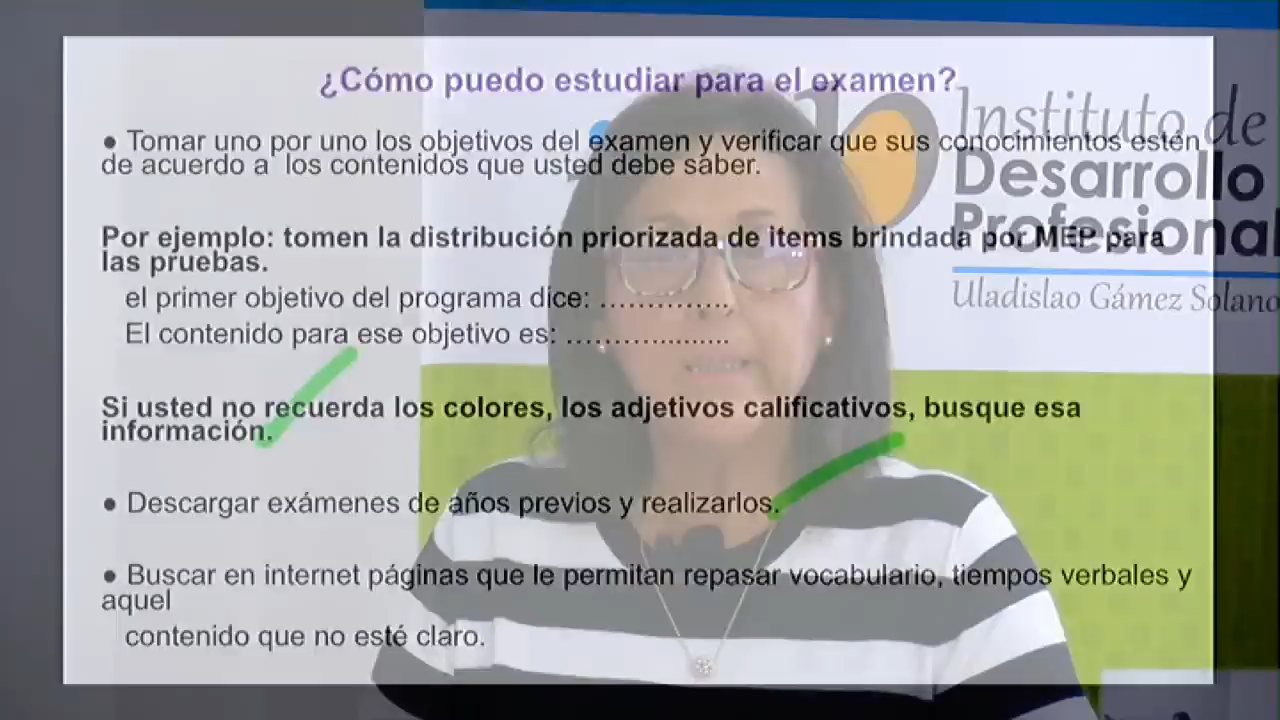 ¿Cómo puedo estudiar para el examen?
● Tomar uno por uno los objetivos del examen y verificar que sus conocimientos estén
de acuerdo a los contenidos que usted debe saber.
Por ejemplo: tomen la distribución priorizada de items brindada por MEP para
las pruebas.
el primer objetivo del programa dice: …………..
El contenido para ese objetivo es: ………….........
Si usted no recuerda los colores, los adjetivos calificativos, busque esa
información.
● Descargar exámenes de años previos y realizarlos.
● Buscar en internet páginas que le permitan repasar vocabulario, tiempos verbales y
aquel
contenido que no esté claro.
Instituto de
Desarrollo
Profesional
Uladislao Gámez Solano